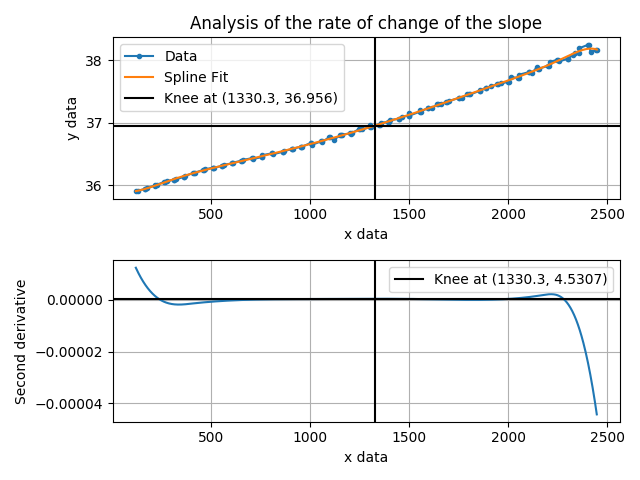 Analysis of the rate of change of the slope
y data
38
37
36
Data
Spline Fit
Knee at (1330.3, 36.956)
500
1000
1500
2000
2500
x data
Second derivative
0.00000
−0.00002
−0.00004
Knee at (1330.3, 4.5307)
500
1000
1500
2000
2500
x data